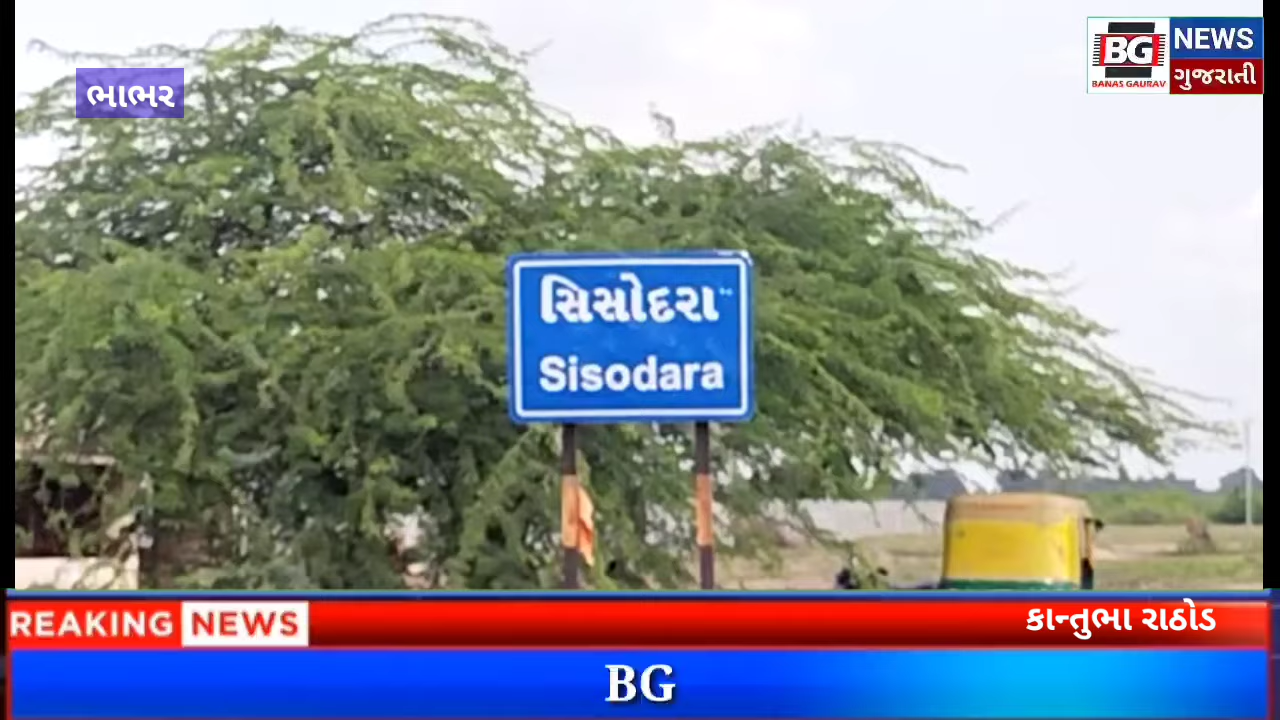 ભાભર
BG
BANAS GAURAV
NEWS
ગુજરાતી
સિસોદરા
Sisodara
REAKING NEWS
કાન્તુભા રાઠોડ
BG